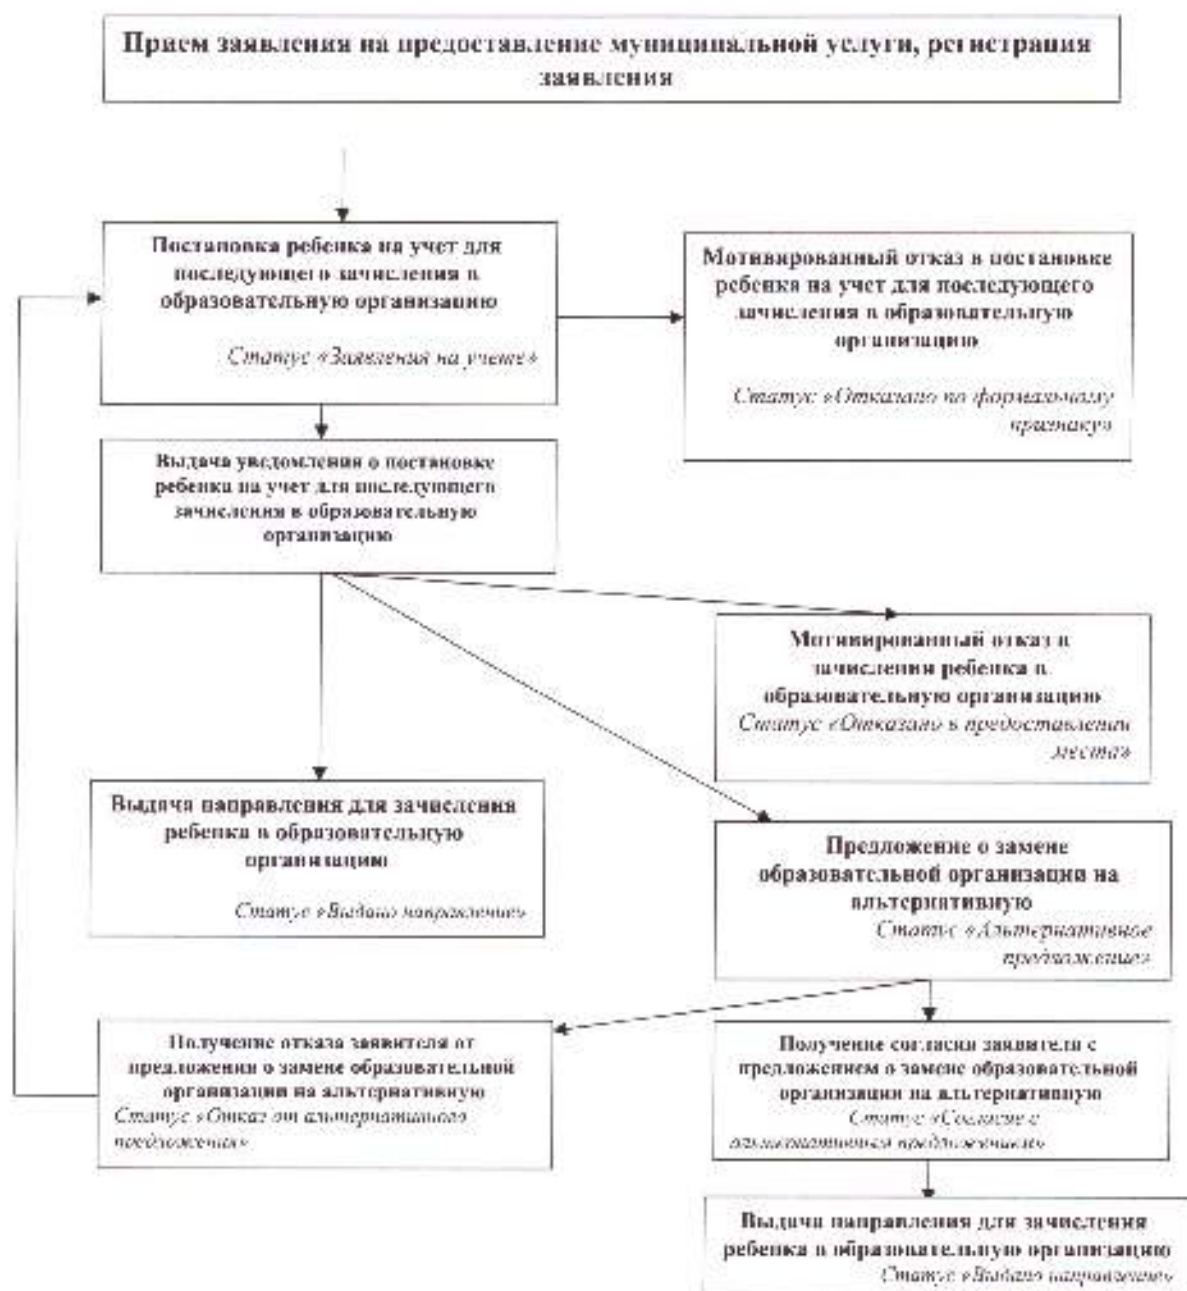 Прием заявления на предоставление муниципальной услуги, регистрация
заявления
Постановка ребенка на учет для
последующего зачисления в
образовательную организацию
Статус «Заявления на учете»
Мотивированный отказ в постановке
ребенка на учет для последующего
зачисления в образовательную
организацию
Статус «Отказано по формальному
признаку»
Выдача уведомления о постановке
ребенка на учет для последующего
зачисления в образовательную
организацию
Мотивированный отказ в
зачислении ребенка в
образовательную организацию
Статус «Отказано в предоставлении
места»
Выдача направления для зачисления
ребенка в образовательную
организацию
Статус «Выдано направление»
Предложение о замене
образовательной организации на
альтернативную
Статус «Альтернативное
предложение»
Получение отказа заявителя от
предложения о замене образовательной
организации на альтернативную
Статус «Отказ от альтернативного
предложения»
Получение согласия заявителя с
предложением о замене образовательной
организации на альтернативную
Статус «Согласие с
альтернативным предложением»
Выдача направления для зачисления
ребенка в образовательную организацию
Статус «Выдано направление»